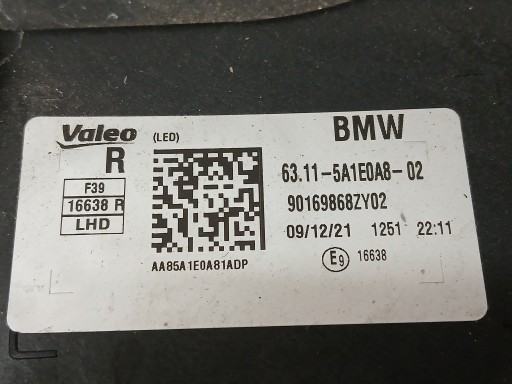 Valeo (LED) BMW
R
F39
16638 R
LHD
63.11-5A1E0A8-02
90169868ZY02
09/12/21 1251 22:11
E9 16638
AA85A1E0A81ADP